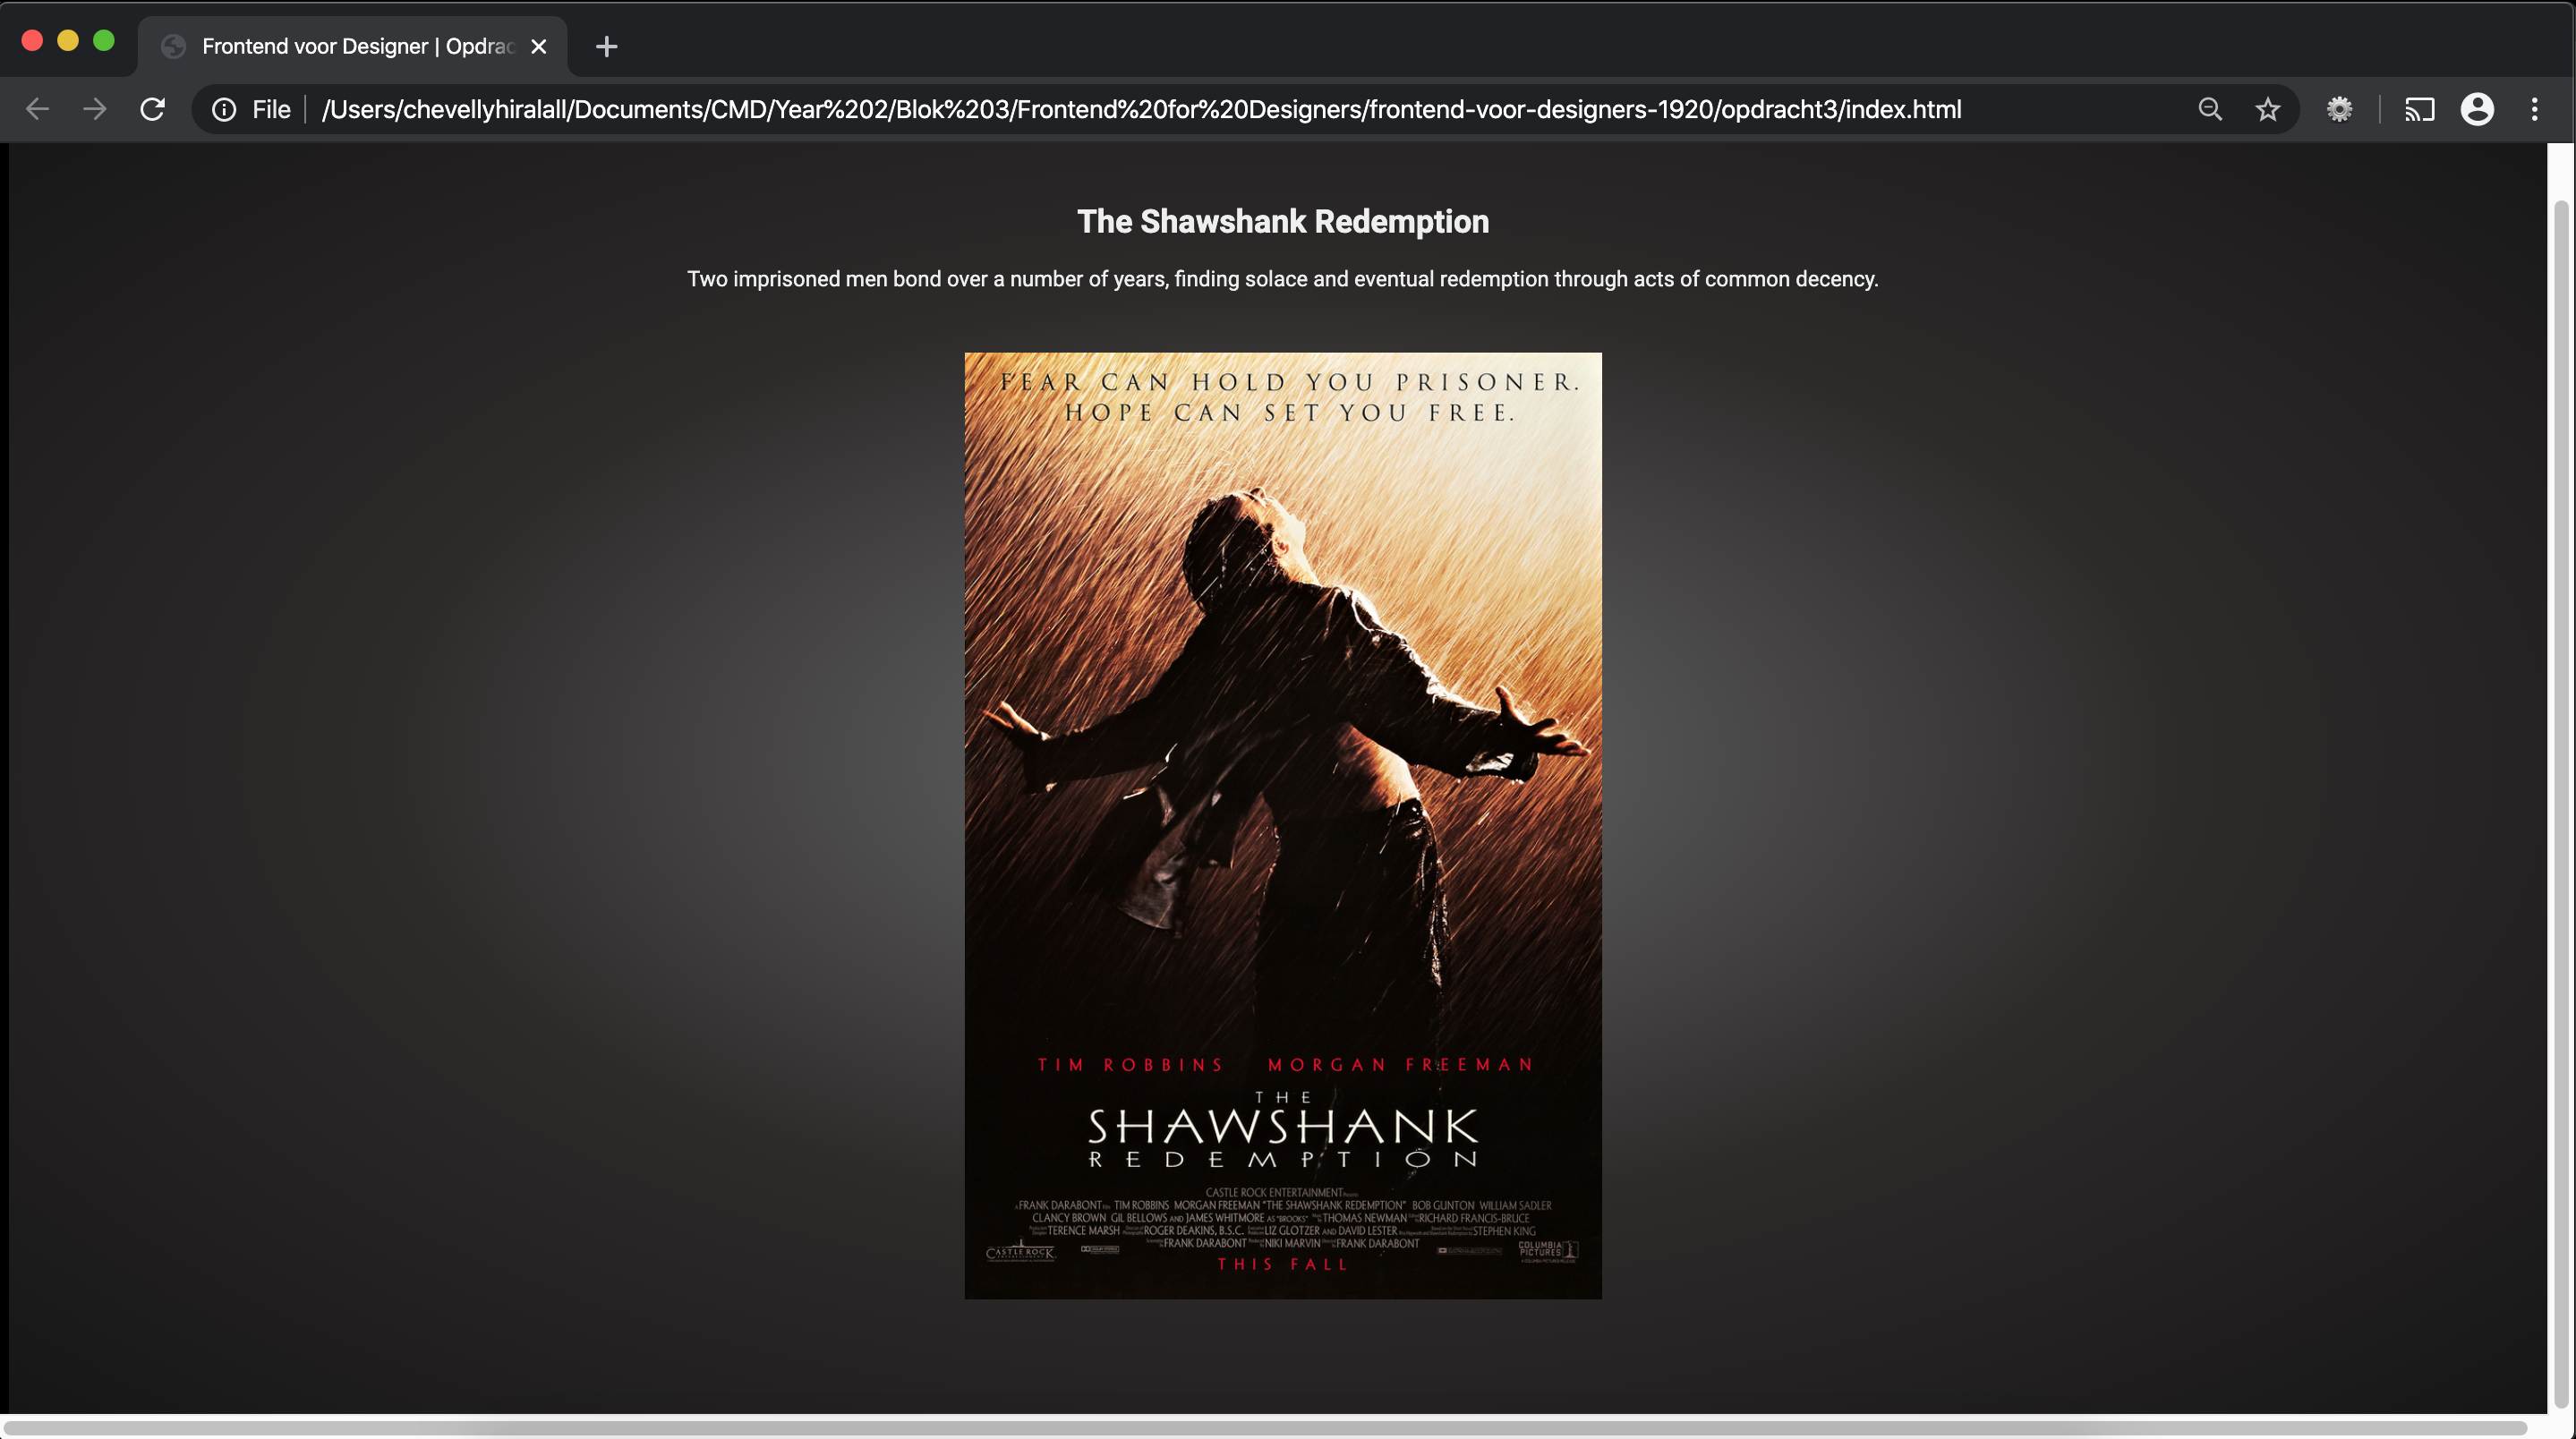 Frontend voor Designer | Opdrac
File
/Users/chevellyhiralall/Documents/CMD/Year%202/Blok%203/Frontend%20for%20Designers/frontend-voor-designers-1920/opdracht3/index.html
The Shawshank Redemption
Two imprisoned men bond over a number of years, finding solace and eventual redemption through acts of common decency.
FEAR CAN HOLD YOU PRISONER.
HOPE CAN SET YOU FREE.
TIM ROBBINS MORGAN FREEMAN
THE
SHAWSHANK
REDEMPTION
CASTLE ROCK ENTERTAINMENT
FRANK DARABONT TIM ROBBINS MORGAN FREEMAN "THE SHAWSHANK REDEMPTION" BOB GUNTON WILLIAM SADLER
CLANCY BROWN GIL BELLOWS AND JAMES WHITMORE AS "BROOKS" THOMAS NEWMAN RICHARD FRANCIS-BRUCE
TERENCE MARSH ROGER DEAKINS, B.S.C. LIZ GLOTZER AND DAVID LESTER STEPHEN KING
FRANK DARABONT NIKI MARVIN FRANK DARABONT
CASTLE ROCK
COLUMBIA
PICTURES
THIS FALL